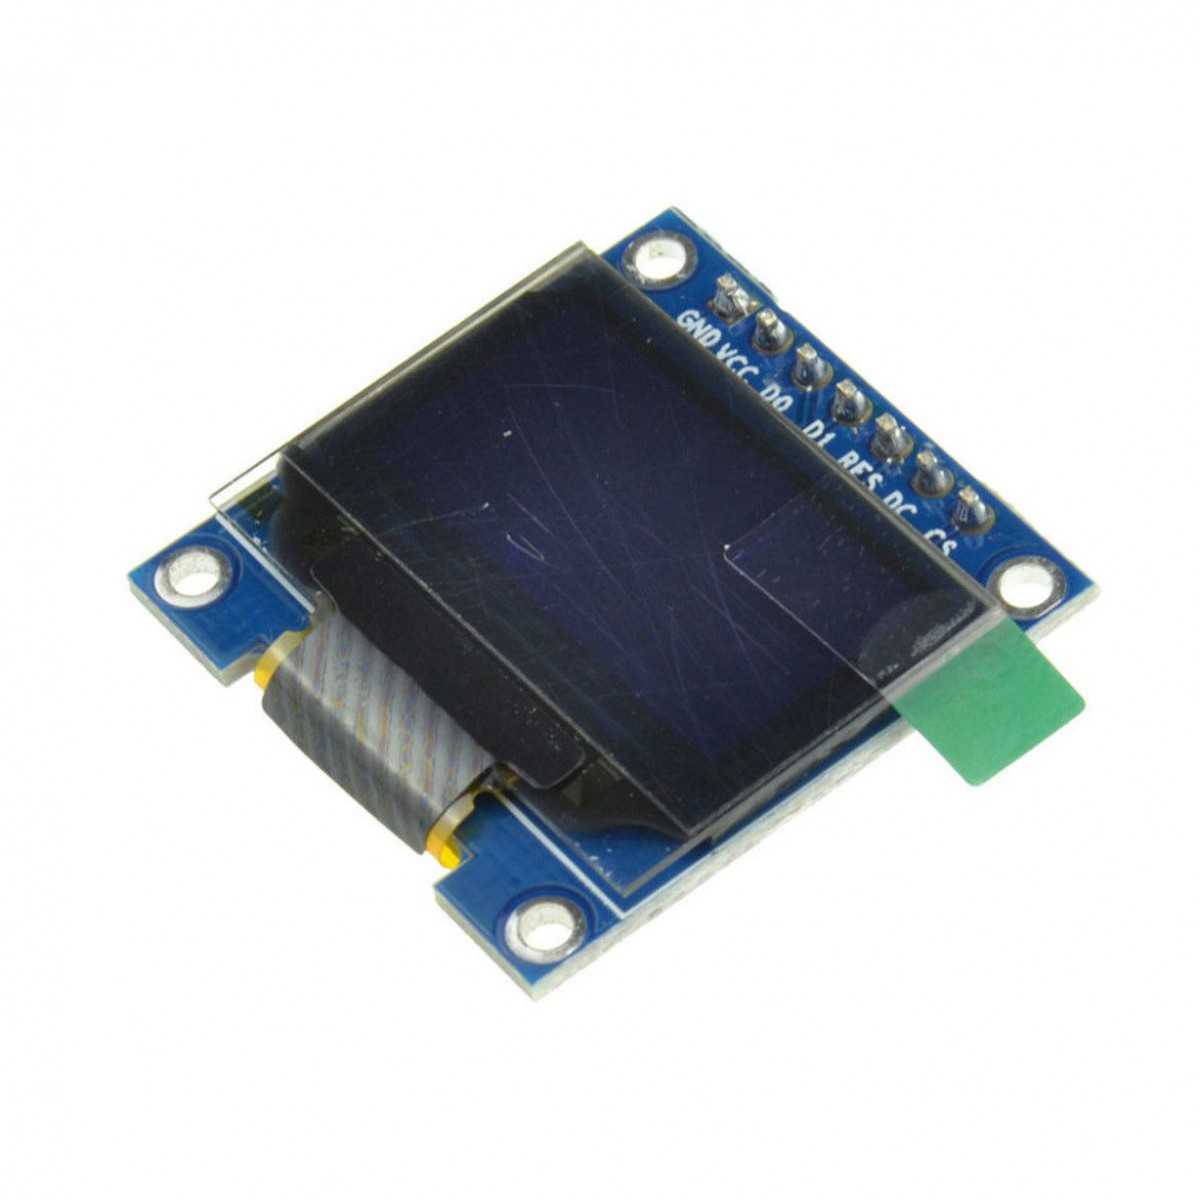 GND VCC D0 D1 RES DC CS